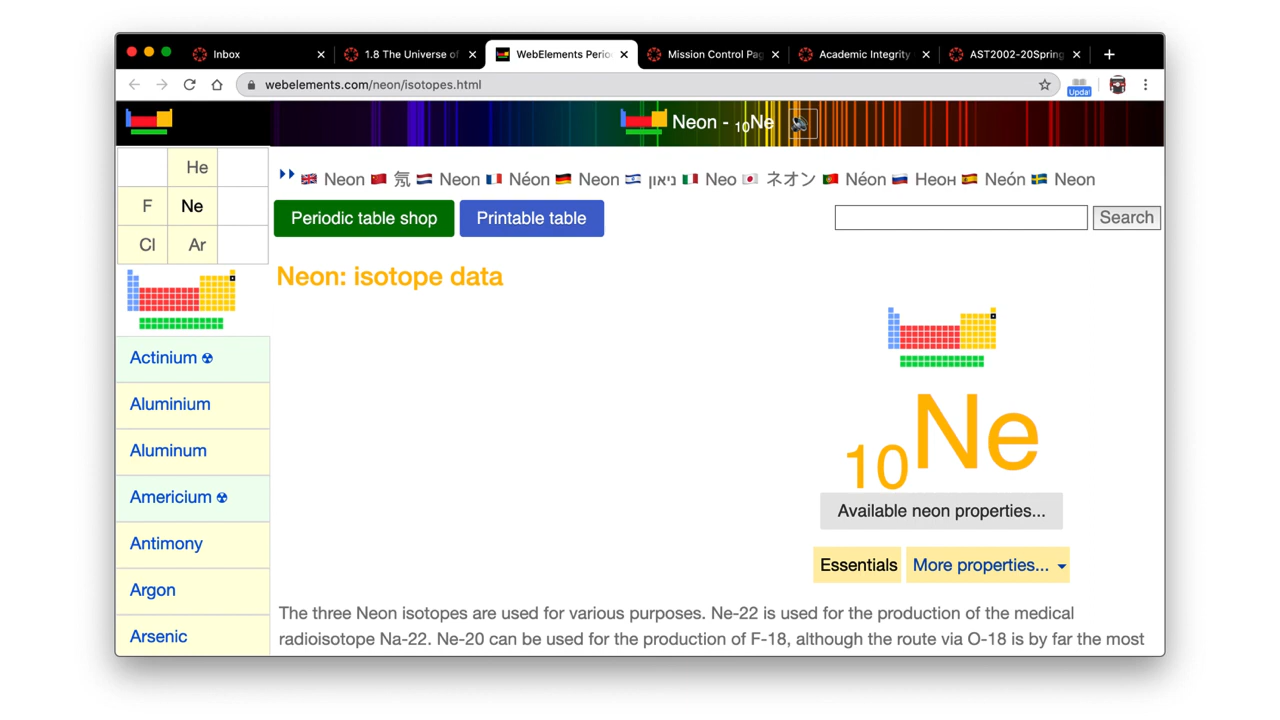 Inbox
1.8 The Universe of
WebElements Perio
Mission Control Pag
Academic Integrity
AST2002-20Spring
webelements.com/neon/isotopes.html
Upda!
Neon - 10Ne
He
F Ne
Cl Ar
Neon 氖 Neon Néon Neon ניאון Neo ネオン Néon Неон Neón Neon
Periodic table shop Printable table Search
Neon: isotope data
10Ne
Available neon properties...
Essentials More properties...
Actinium ☢
Aluminium
Aluminum
Americium ☢
Antimony
Argon
Arsenic
The three Neon isotopes are used for various purposes. Ne-22 is used for the production of the medical
radioisotope Na-22. Ne-20 can be used for the production of F-18, although the route via O-18 is by far the most